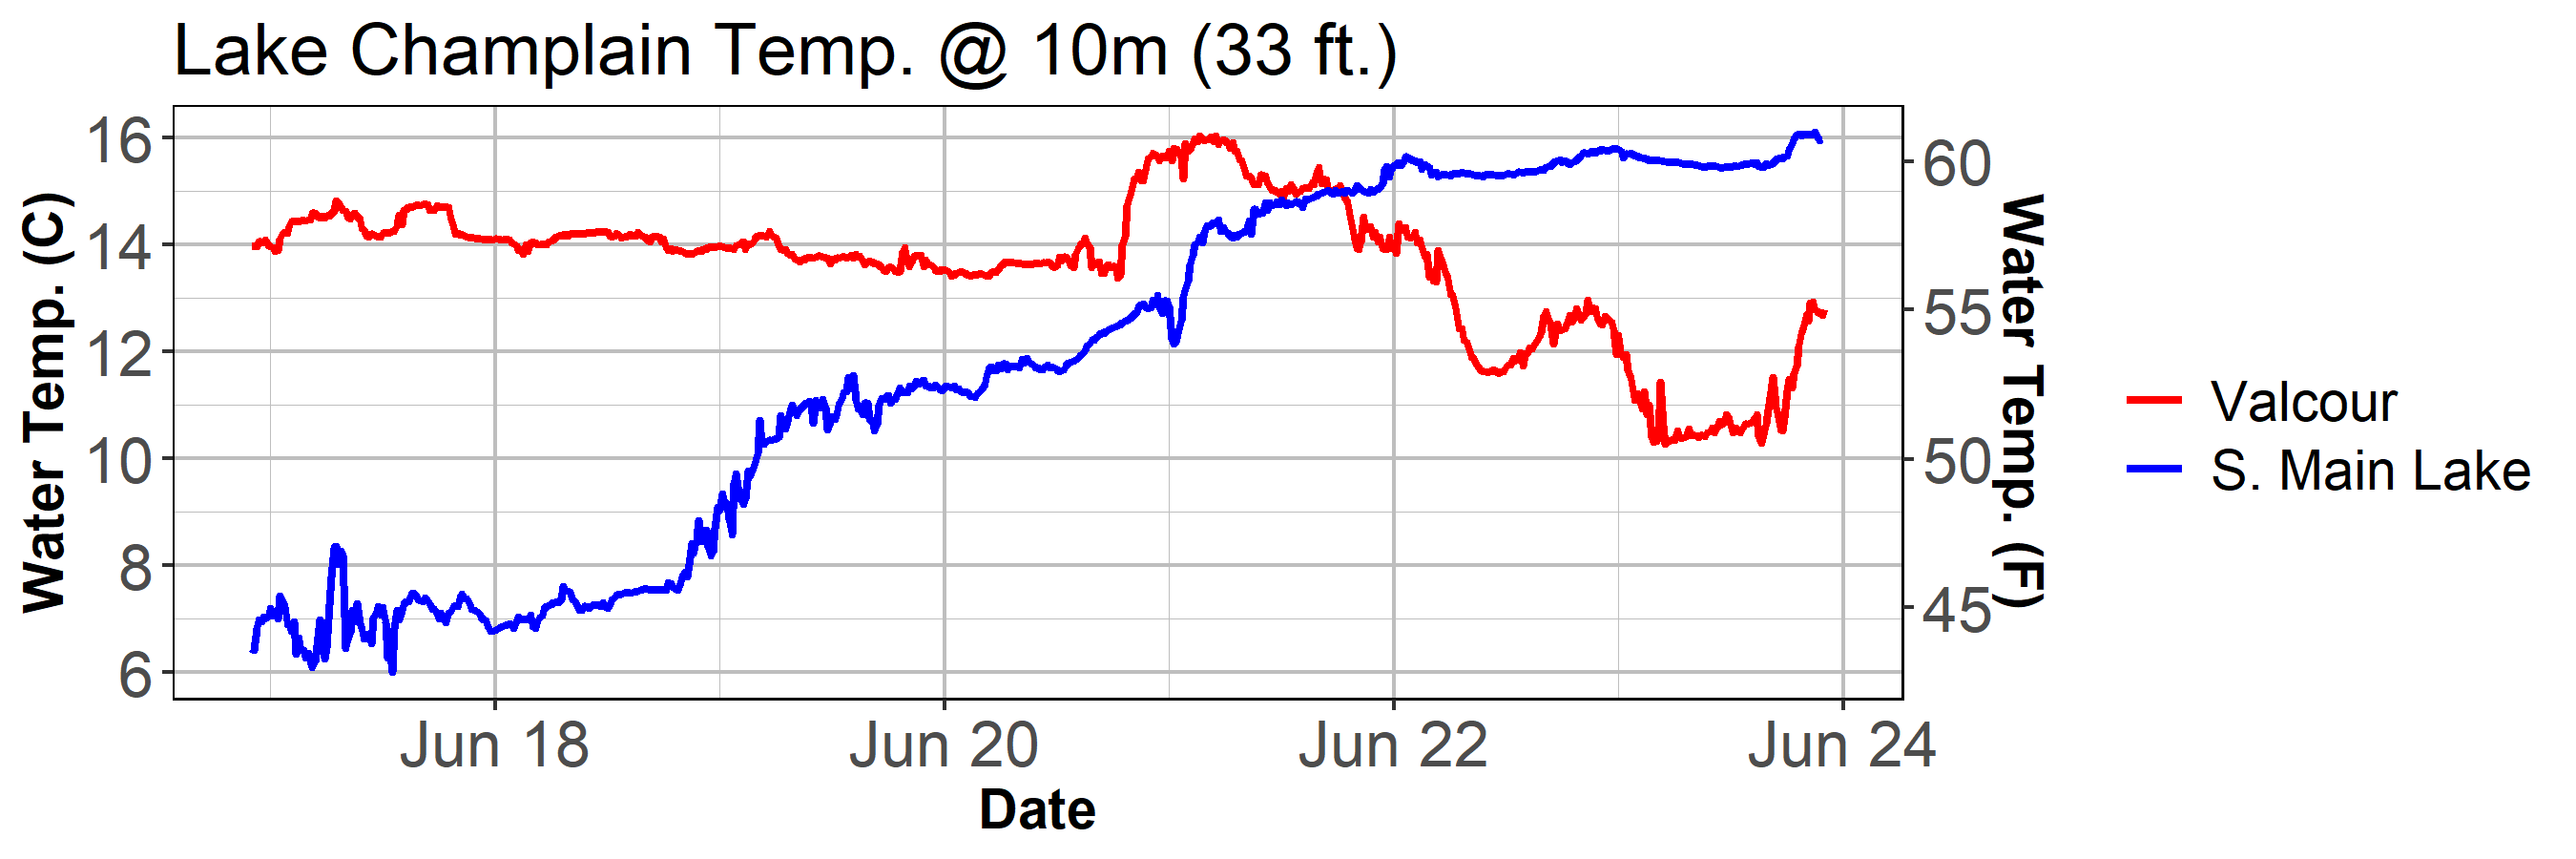 Lake Champlain Temp. @ 10m (33 ft.)
Water Temp. (C)
16
14
12
10
8
6
60
55
50
45
Water Temp. (F)
Jun 18
Jun 20
Jun 22
Jun 24
Date
Valcour
S. Main Lake